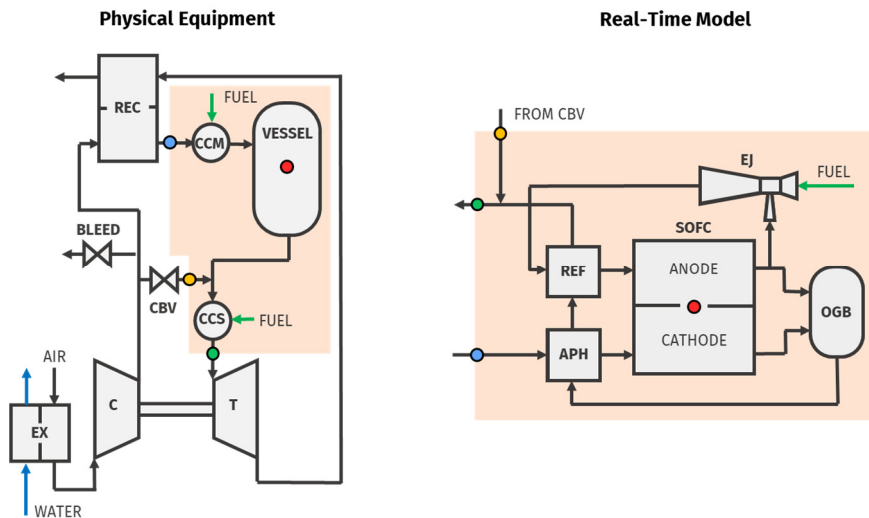 Physical Equipment
REC
FUEL
CCM
VESSEL
BLEED
CBV
CCS
FUEL
AIR
C
T
EX
WATER
Real-Time Model
FROM CBV
EJ
FUEL
SOFC
REF
ANODE
OGB
APH
CATHODE